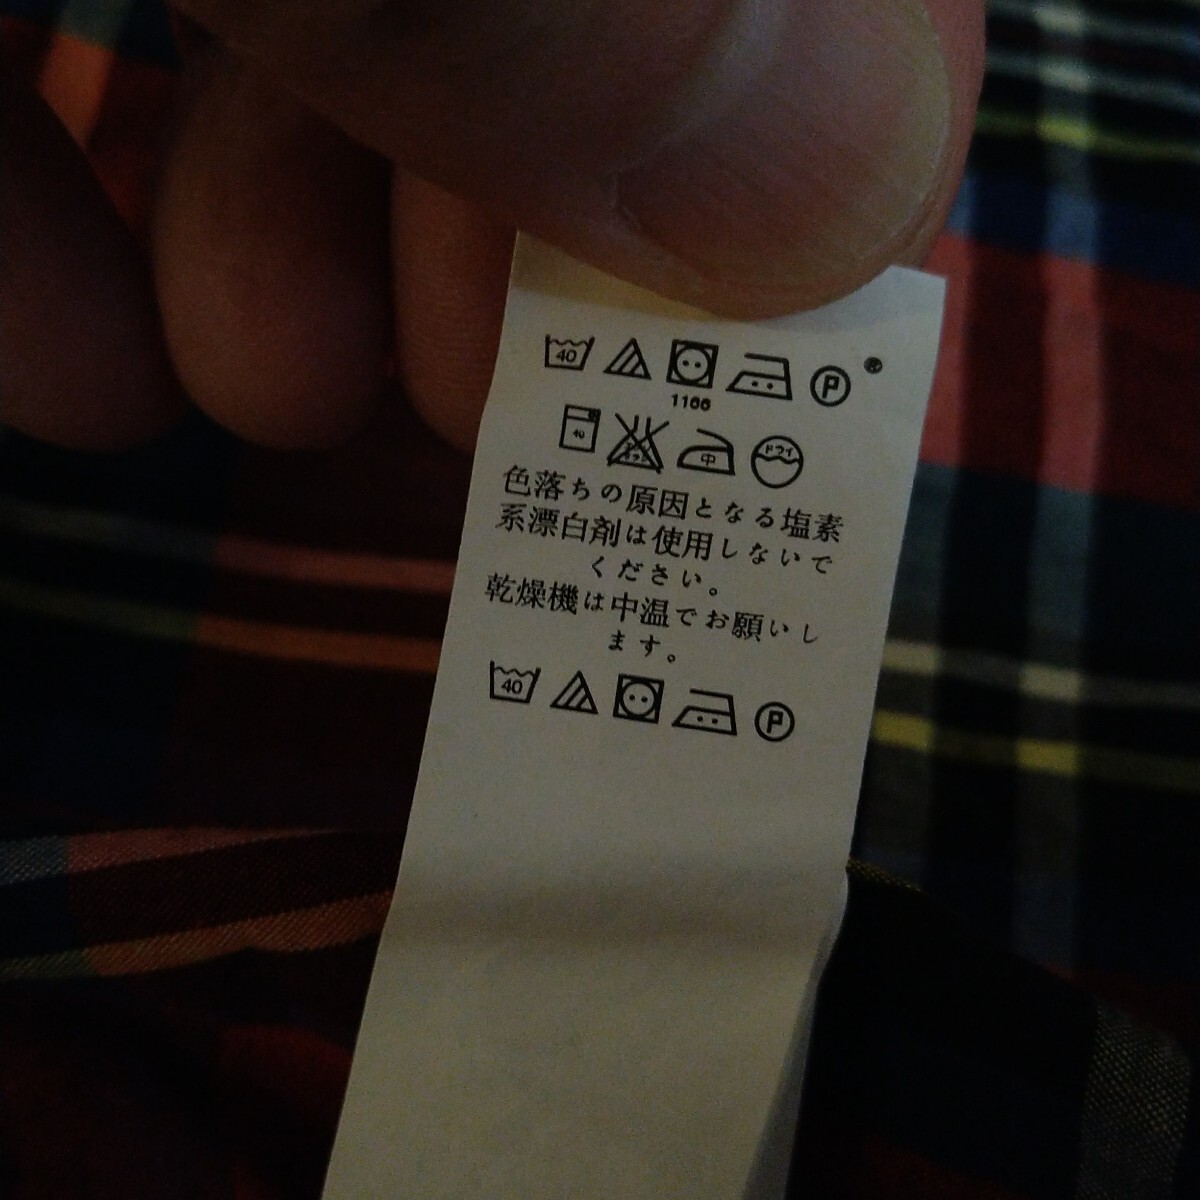 40 P ®
1166
40 中 ドライ
色落ちの原因となる塩素
系漂白剤は使用しないで
ください。
乾燥機は中温でお願いし
ます。
40 P